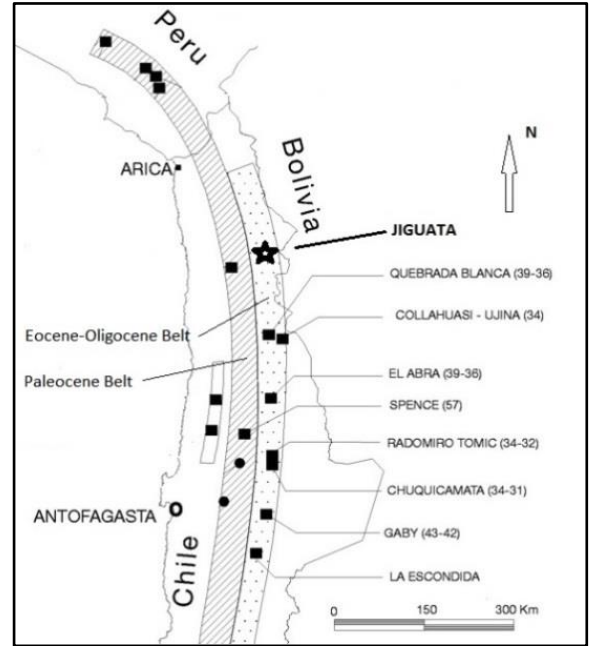 Peru
N
ARICA
Bolivia
JIGUATA
QUEBRADA BLANCA (39-36)
COLLAHUASI - UJINA (34)
Eocene-Oligocene Belt
Paleocene Belt
EL ABRA (39-36)
SPENCE (57)
RADOMIRO TOMIC (34-32)
CHUQUICAMATA (34-31)
ANTOFAGASTA
GABY (43-42)
Chile
LA ESCONDIDA
0 150 300 Km